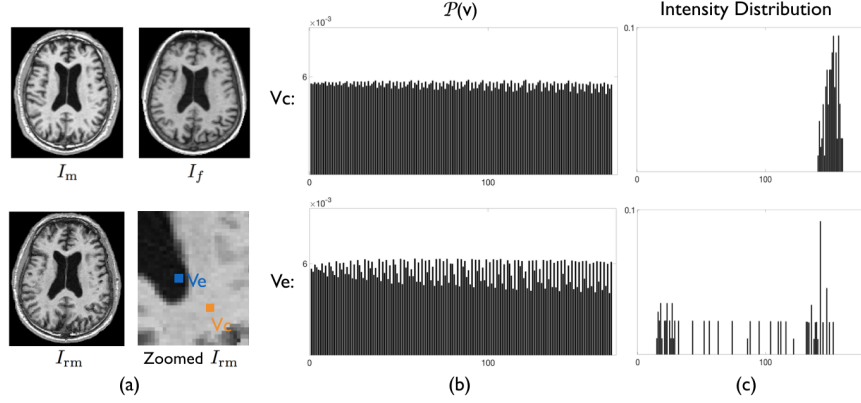 𝒫(v)
Intensity Distribution
×10⁻³
6
Vc:
0
100
0.1
0
100
I_m
I_f
×10⁻³
6
Ve:
0
100
0.1
0
100
Ve
Vc
I_rm
Zoomed I_rm
(a)
(b)
(c)